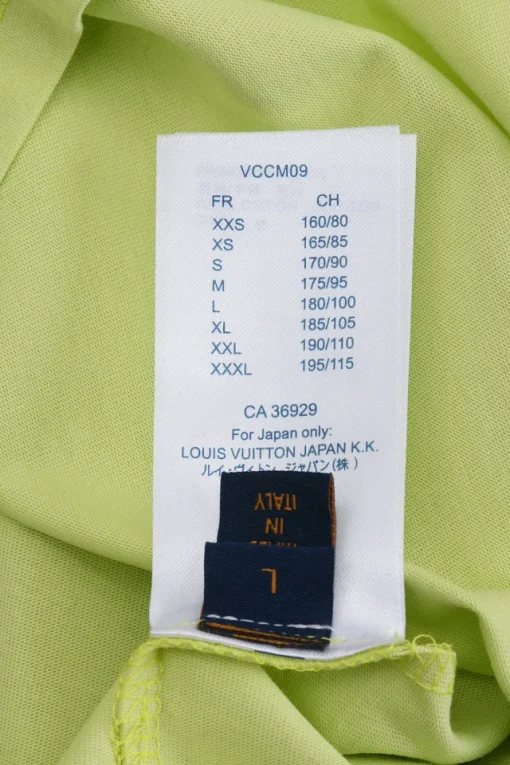 VCCM09
FR CH
XXS 160/80
XS 165/85
S 170/90
M 175/95
L 180/100
XL 185/105
XXL 190/110
XXXL 195/115
CA 36929
For Japan only:
LOUIS VUITTON JAPAN K.K.
ルイ・ヴィトン ジャパン(株)
ITALY
IN
L